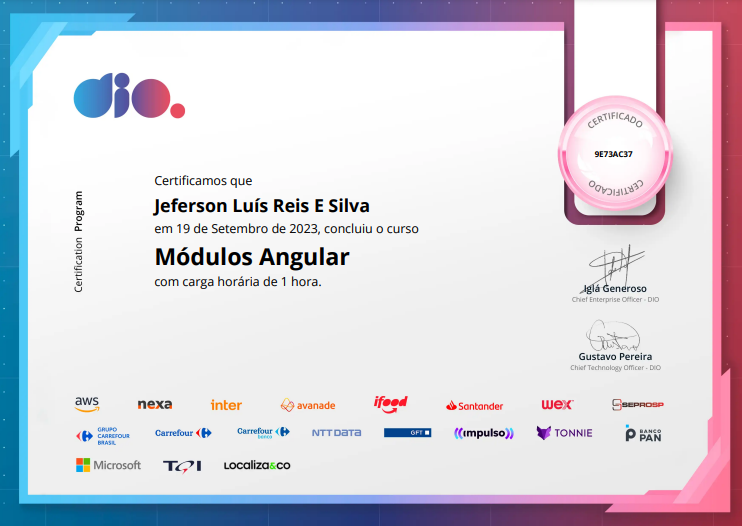 dio.
CERTIFICADO
9E73AC37
CERTIFICADO
Certification Program
Certificamos que
Jeferson Luís Reis E Silva
em 19 de Setembro de 2023, concluiu o curso
Módulos Angular
com carga horária de 1 hora.
Iglá Generoso
Chief Enterprise Officer - DIO
Gustavo Pereira
Chief Technology Officer - DIO
aws nexa inter avanade ifood Santander wex SEPROSP
GRUPO CARREFOUR BRASIL Carrefour Carrefour banco NTT DATA GFT impulso TONNIE BANCO PAN
Microsoft TQI Localiza&co